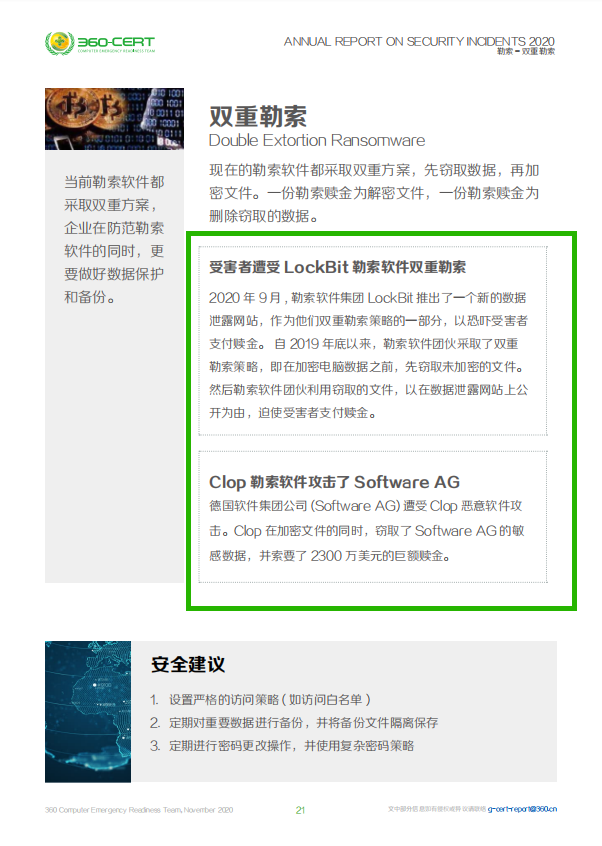 360-CERT
COMPUTER EMERGENCY READINESS TEAM
ANNUAL REPORT ON SECURITY INCIDENTS 2020
勒索 - 双重勒索
双重勒索
Double Extortion Ransomware
现在的勒索软件都采取双重方案，先窃取数据，再加
密文件。一份勒索赎金为解密文件，一份勒索赎金为
删除窃取的数据。
当前勒索软件都
采取双重方案，
企业在防范勒索
软件的同时，更
要做好数据保护
和备份。
受害者遭受 LockBit 勒索软件双重勒索
2020 年 9 月 , 勒索软件集团 LockBit 推出了一个新的数据
泄露网站，作为他们双重勒索策略的一部分，以恐吓受害者
支付赎金。 自 2019 年底以来，勒索软件团伙采取了双重
勒索策略，即在加密电脑数据之前，先窃取未加密的文件。
然后勒索软件团伙利用窃取的文件，以在数据泄露网站上公
开为由，迫使受害者支付赎金。
Clop 勒索软件攻击了 Software AG
德国软件集团公司 (Software AG) 遭受 Clop 恶意软件攻
击。Clop 在加密文件的同时，窃取了 Software AG 的敏
感数据，并索要了 2300 万美元的巨额赎金。
安全建议
1. 设置严格的访问策略 ( 如访问白名单 )
2. 定期对重要数据进行备份，并将备份文件隔离保存
3. 定期进行密码更改操作，并使用复杂密码策略
360 Computer Emergency Readiness Team, November 2020
21
g-cert-report@360.cn